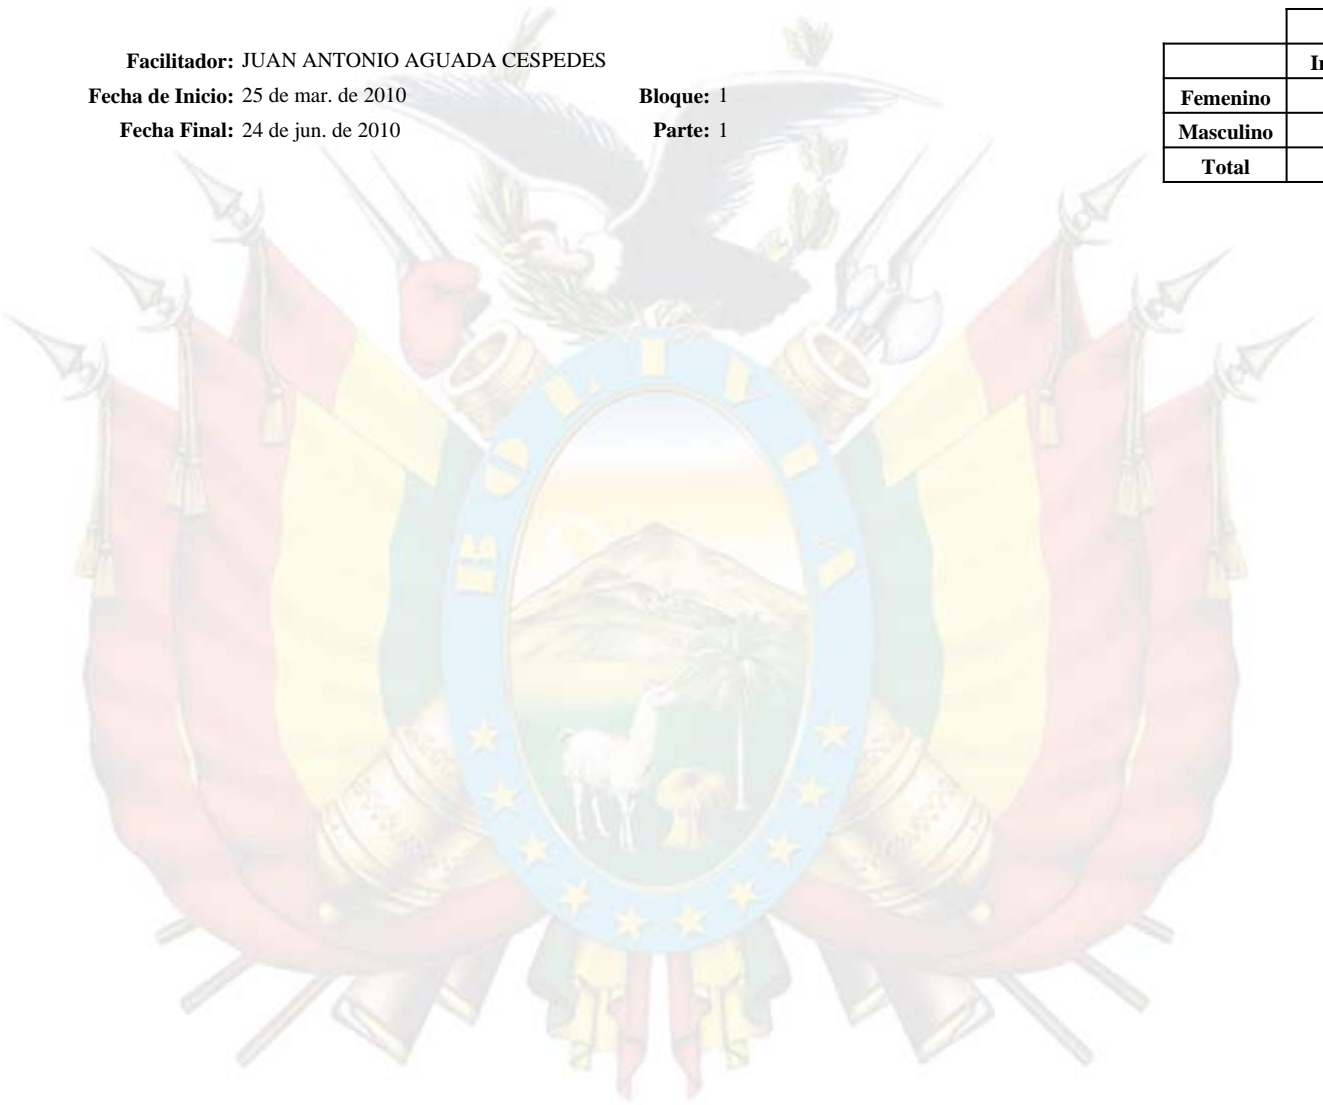 Facilitador: JUAN ANTONIO AGUADA CESPEDES
Fecha de Inicio: 25 de mar. de 2010 Bloque: 1
Fecha Final: 24 de jun. de 2010 Parte: 1
Femenino
Masculino
Total
BOLIVIA